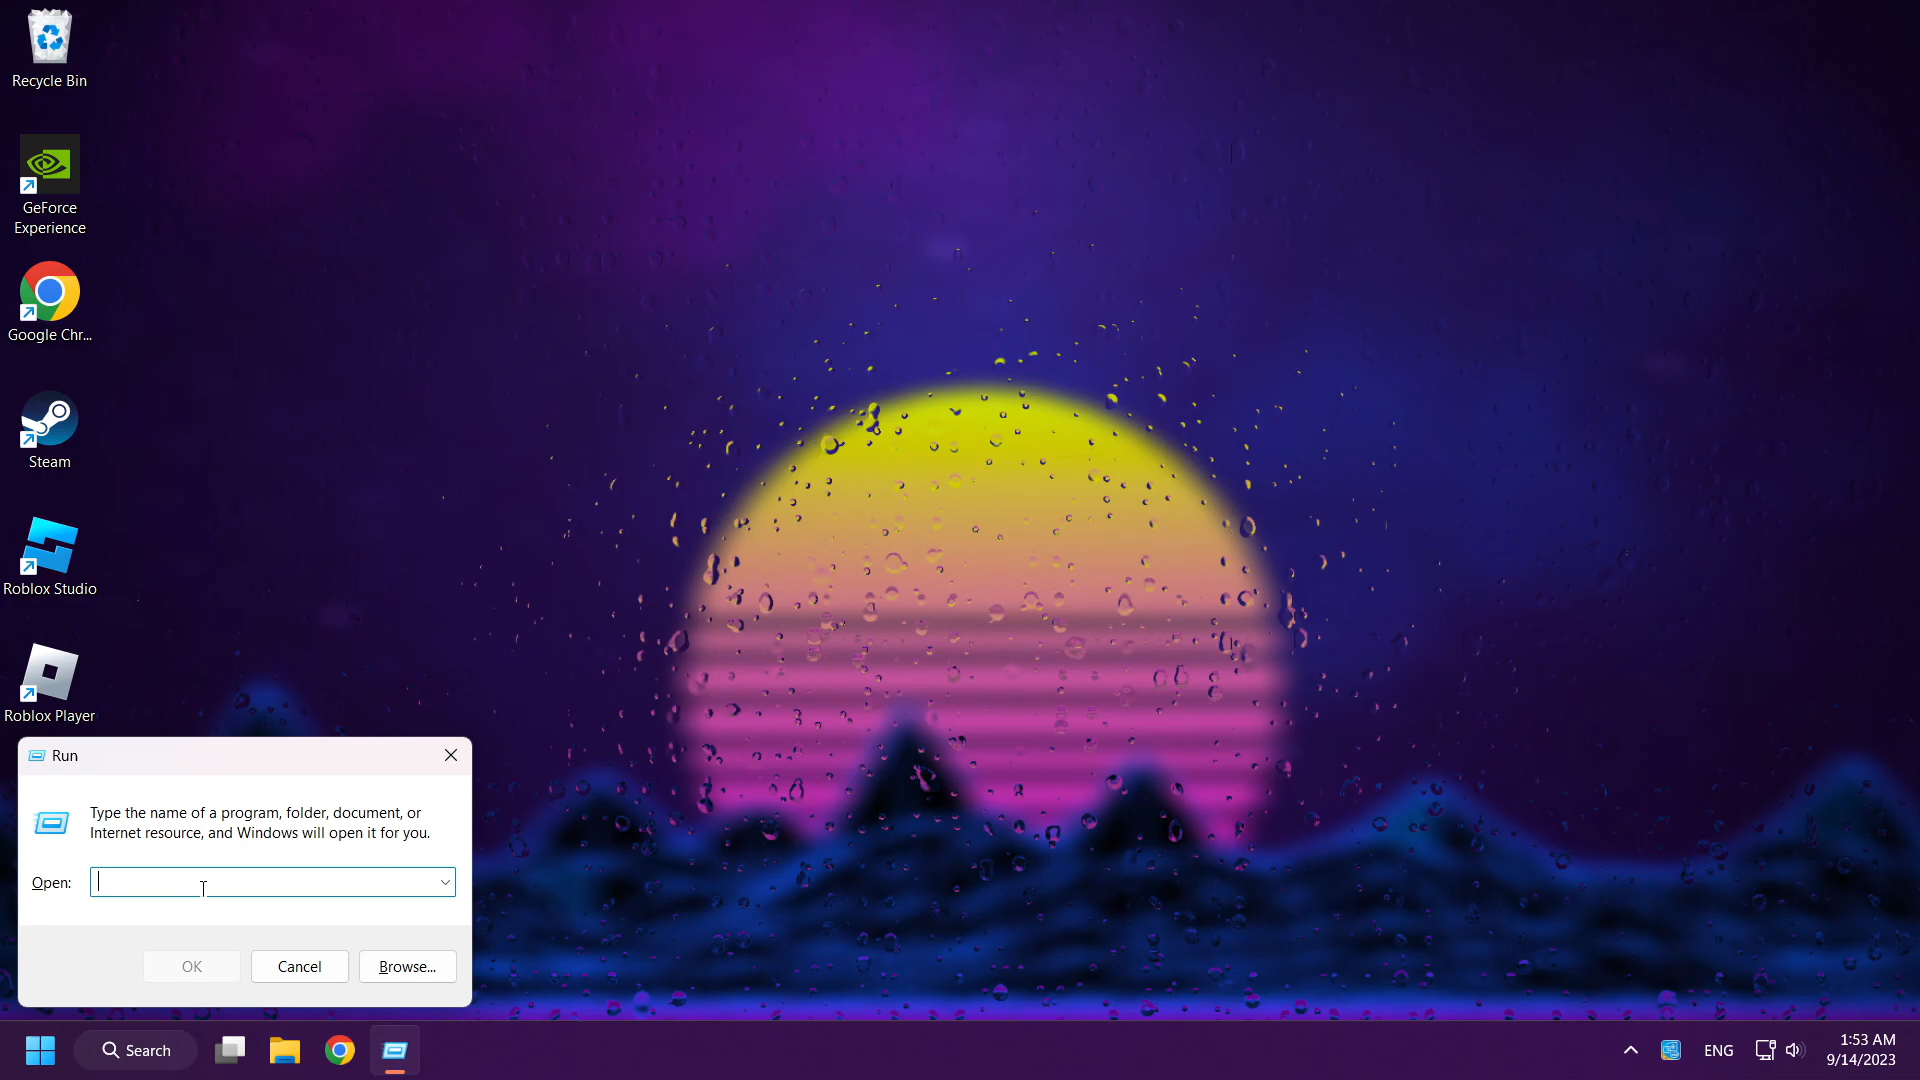 Recycle Bin
GeForce
Experience
Google Chr...
Steam
Roblox Studio
Roblox Player
Run
Type the name of a program, folder, document, or
Internet resource, and Windows will open it for you.
Open:
OK
Cancel
Browse...
Search
ENG
1:53 AM
9/14/2023